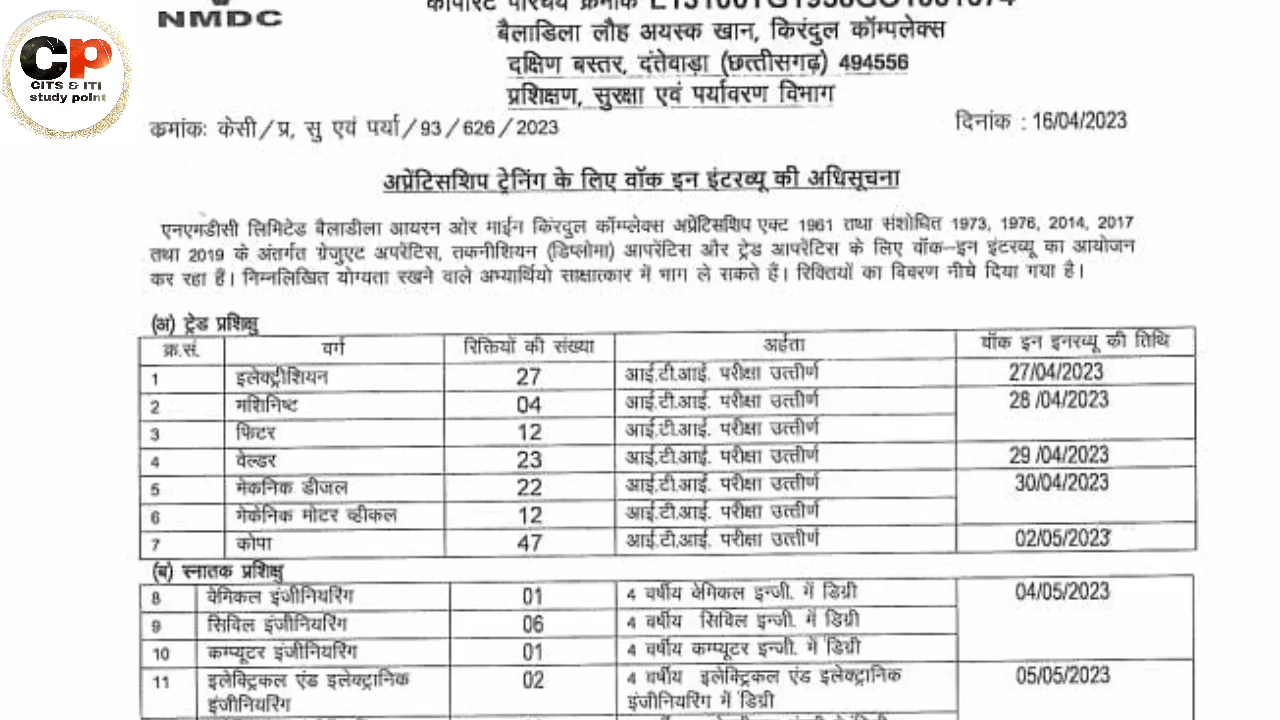 NMDC
CP
CITS & ITI
study point
बैलाडिला लौह अयस्क खान, किरंदुल कॉम्पलेक्स
दक्षिण बस्तर, दंतेवाड़ा (छत्तीसगढ़) 494556
प्रशिक्षण, सुरक्षा एवं पर्यावरण विभाग
क्रमांकः केसी/प्र, सु एवं पर्या/93/626/2023 दिनांक : 16/04/2023
अप्रेंटिसशिप ट्रेनिंग के लिए वॉक इन इंटरव्यू की अधिसूचना
एनएमडीसी लिमिटेड बैलाडीला आयरन ओर माईन किरंदुल कॉम्पलेक्स अप्रेंटिसशिप एक्ट 1961 तथा संशोधित 1973, 1976, 2014, 2017
तथा 2019 के अंतर्गत ग्रेजुएट अपरेंटिस, तकनीशियन (डिप्लोमा) आपरेंटिस और ट्रेड आपरेंटिस के लिए वॉक–इन इंटरव्यू का आयोजन
कर रहा हैं। निम्नलिखित योग्यता रखने वाले अभ्यार्थियो साक्षात्कार में भाग ले सकते हैं। रिक्तियों का विवरण नीचे दिया गया है।
(अ) ट्रेड प्रशिक्षु
क्र.सं. वर्ग रिक्तियों की संख्या अर्हता वॉक इन इनरव्यू की तिथि
1 इलेक्ट्रीशियन 27 आई.टी.आई. परीक्षा उत्तीर्ण 27/04/2023
2 मशिनिष्ट 04 आई.टी.आई. परीक्षा उत्तीर्ण 28 /04/2023
3 फिटर 12 आई.टी.आई. परीक्षा उत्तीर्ण
4 वेल्डर 23 आई.टी.आई. परीक्षा उत्तीर्ण 29 /04/2023
5 मेकनिक डीजल 22 आई.टी.आई. परीक्षा उत्तीर्ण 30/04/2023
6 मेकेनिक मोटर व्हीकल 12 आई.टी.आई. परीक्षा उत्तीर्ण
7 कोपा 47 आई.टी.आई. परीक्षा उत्तीर्ण 02/05/2023
(ब) स्नातक प्रशिक्षु
8 केमिकल इंजीनियरिंग 01 4 वर्षीय केमिकल इन्जी. में डिग्री 04/05/2023
9 सिविल इंजीनियरिंग 06 4 वर्षीय सिविल इन्जी. में डिग्री
10 कम्प्यूटर इंजीनियरिंग 01 4 वर्षीय कम्प्यूटर इन्जी. में डिग्री
11 इलेक्ट्रिकल एंड इलेक्ट्रानिक 02 4 वर्षीय इलेक्ट्रिकल एंड इलेक्ट्रानिक 05/05/2023
इंजीनियरिंग इंजीनियरिंग में डिग्री